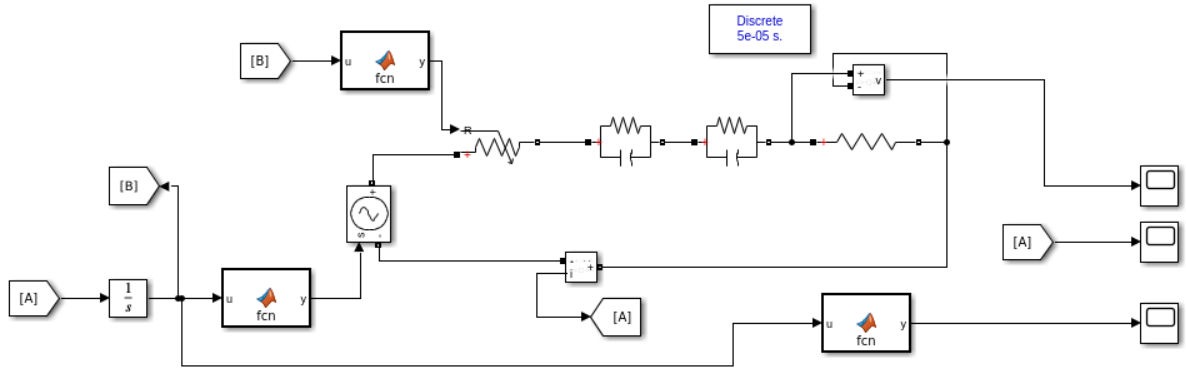 Discrete
5e-05 s.
[B]
u
y
fcn
R
+
+
+
+
+
-
v
[B]
+
s
-
[A]
1
s
u
y
fcn
-
i
+
[A]
[A]
u
y
fcn